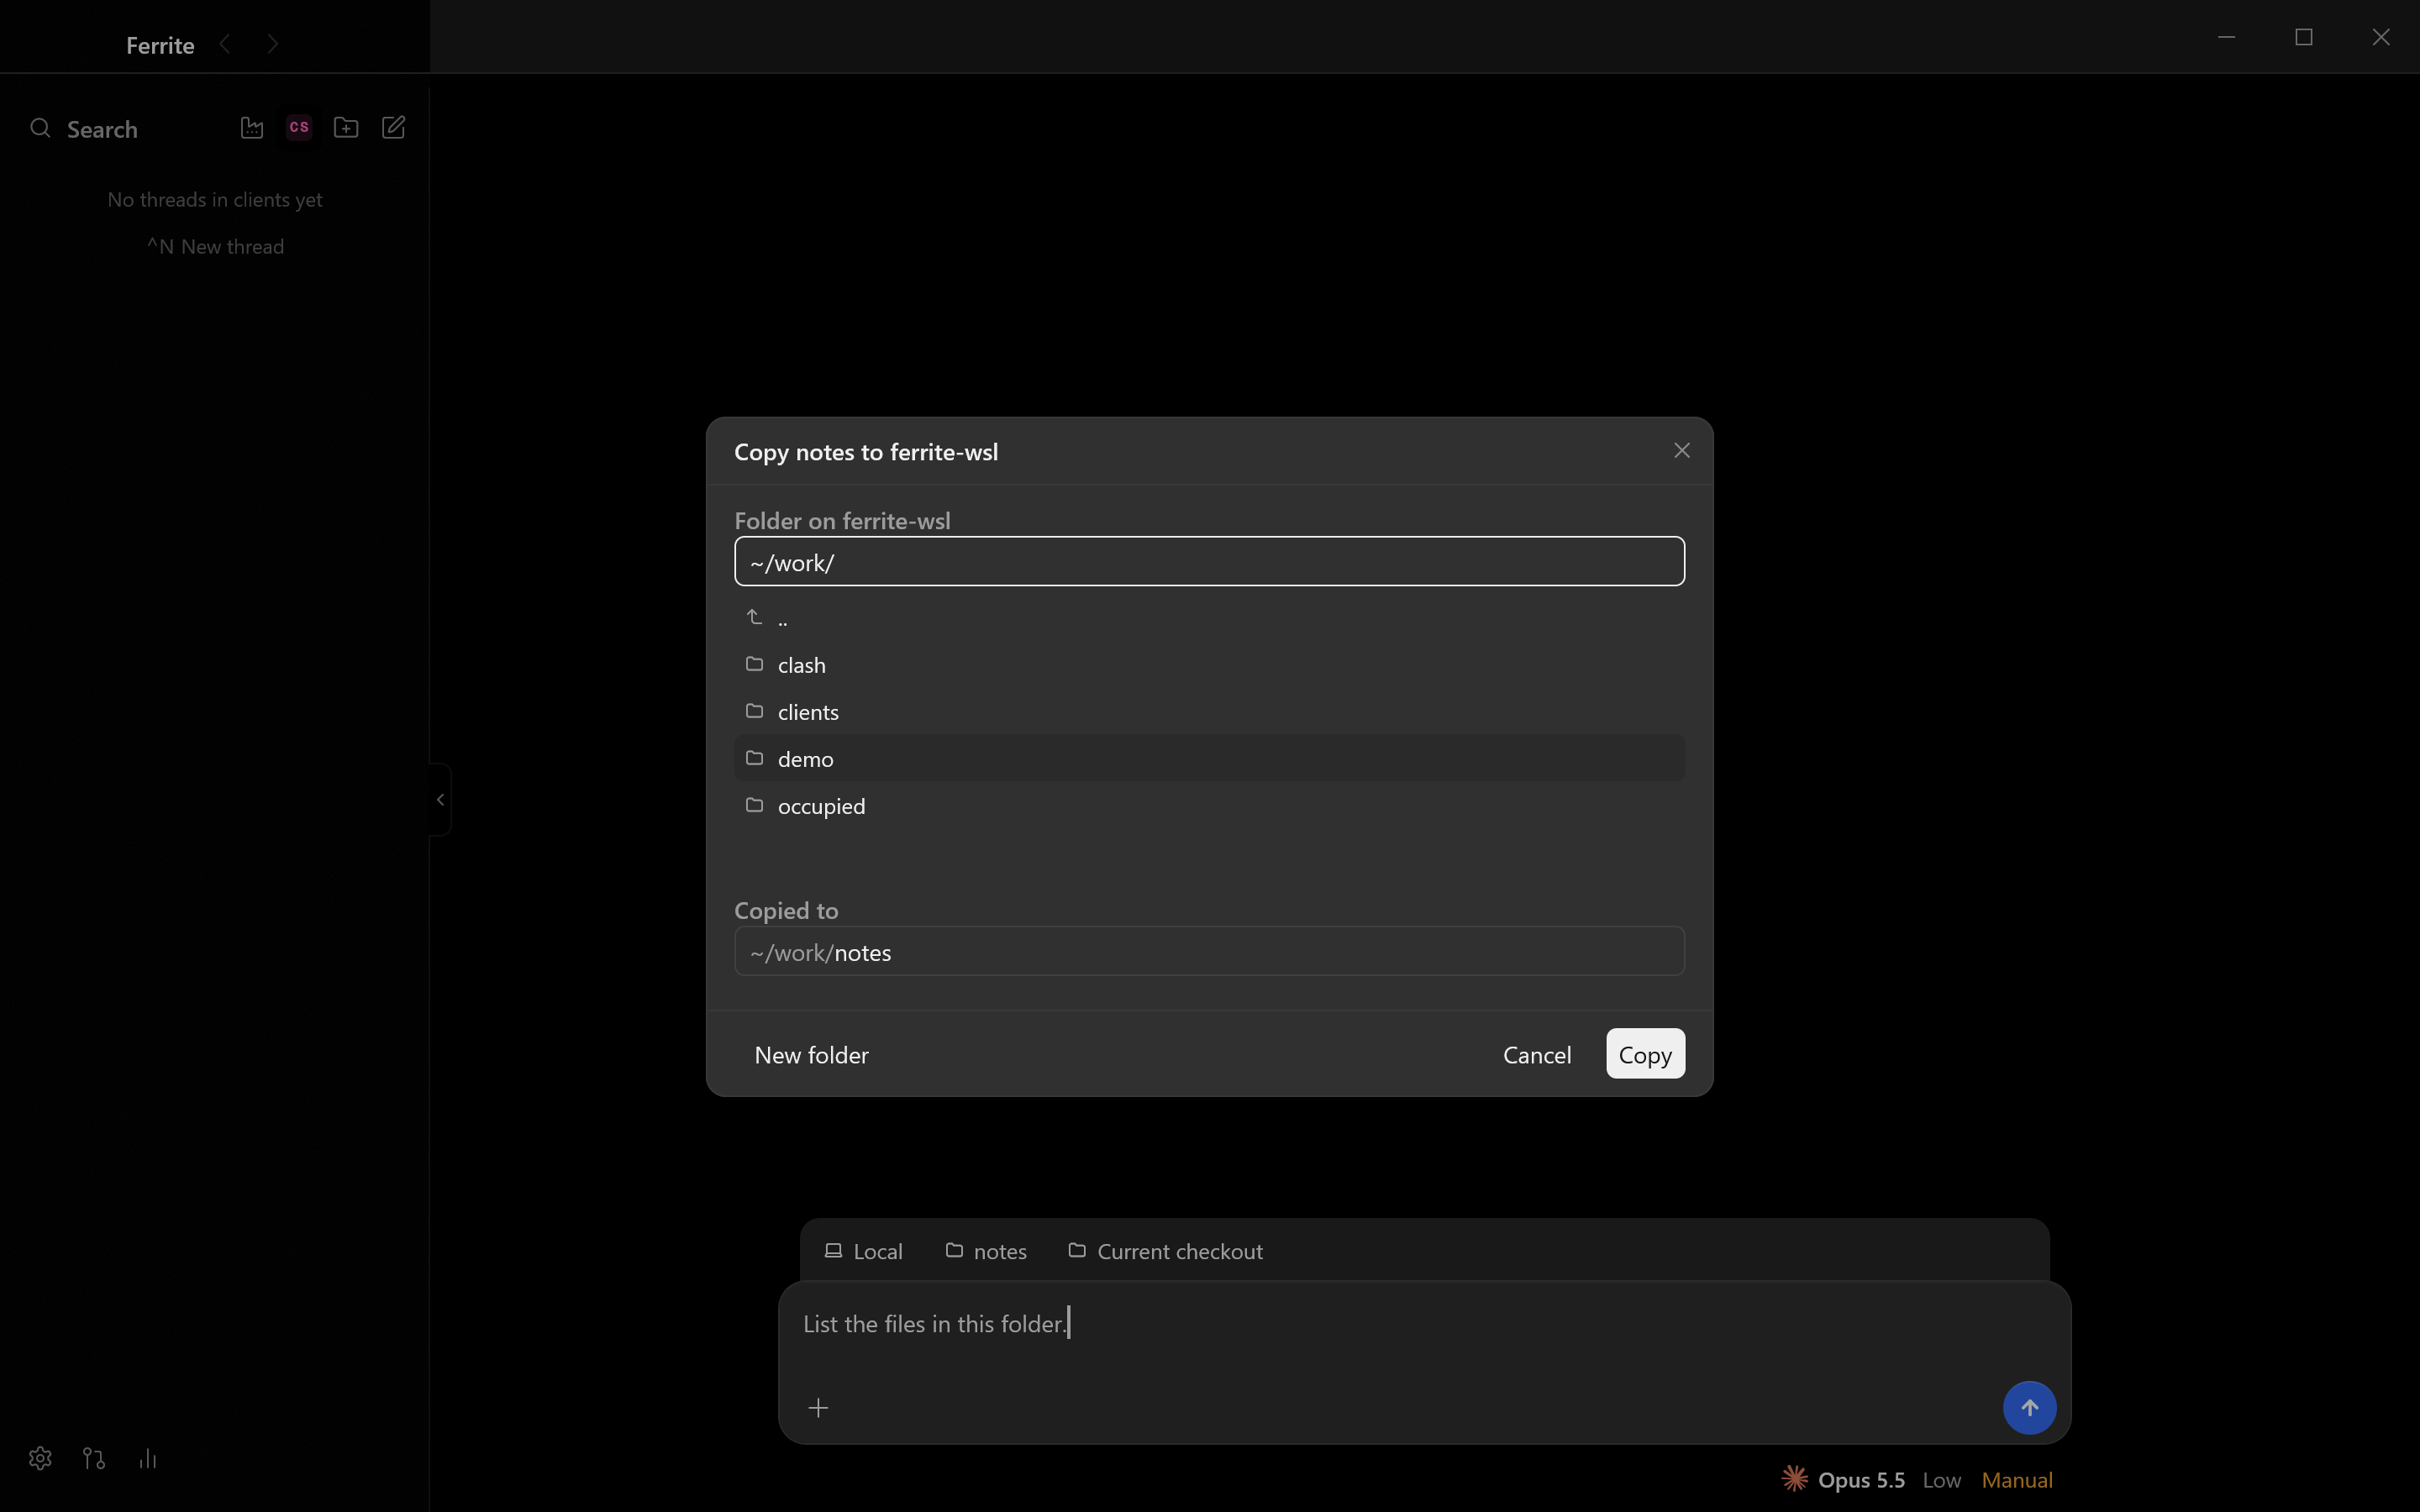 Ferrite
Search
CS
No threads in clients yet
^N New thread
Copy notes to ferrite-wsl
Folder on ferrite-wsl
~/work/
..
clash
clients
demo
occupied
Copied to
~/work/notes
New folder
Cancel
Copy
Local
notes
Current checkout
List the files in this folder.
Opus 5.5
Low
Manual